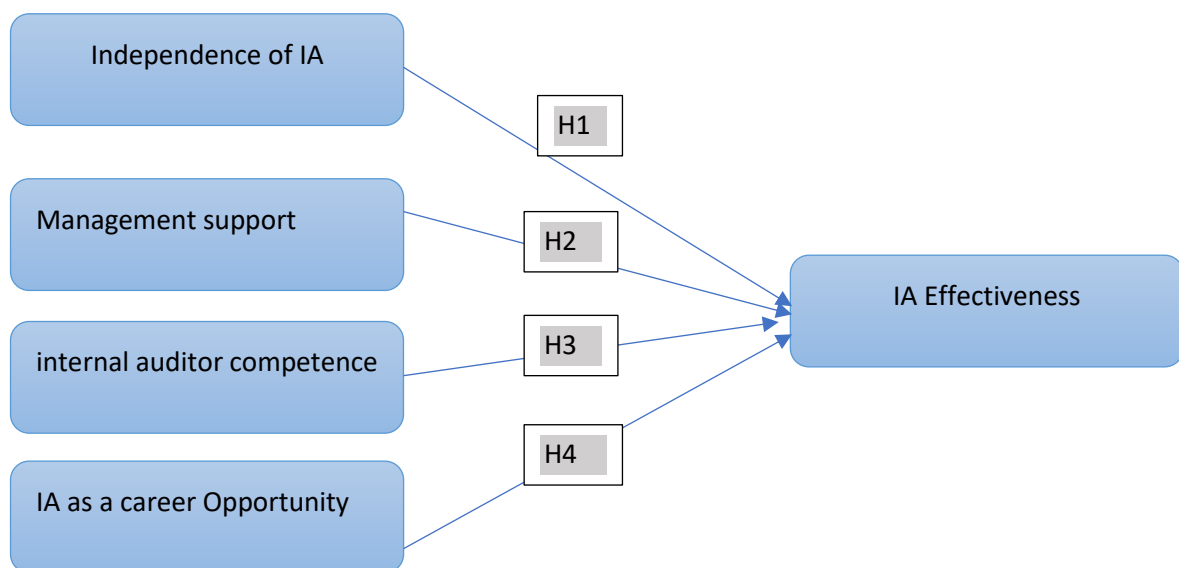 Independence of IA
H1
Management support
H2
IA Effectiveness
internal auditor competence
H3
IA as a career Opportunity
H4